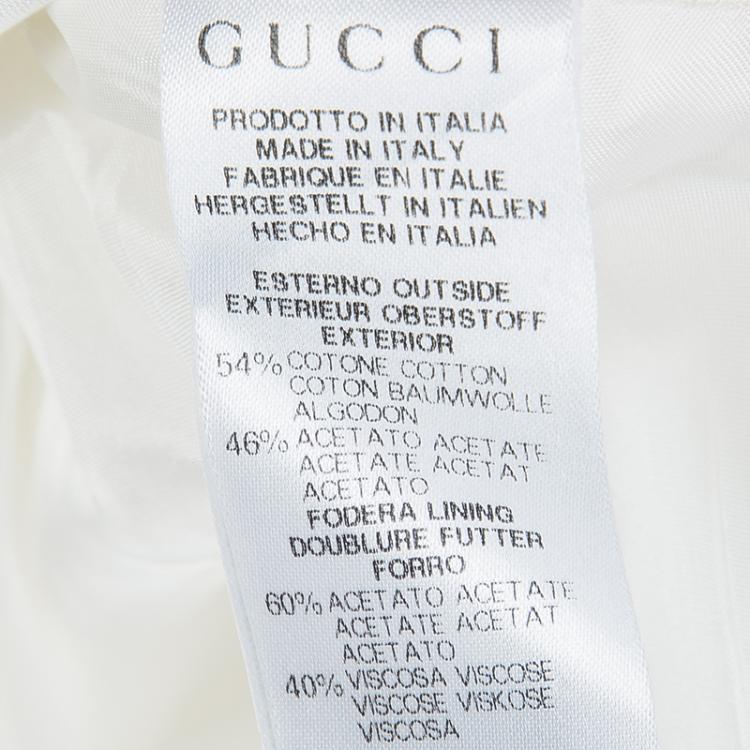 GUCCI
PRODOTTO IN ITALIA
MADE IN ITALY
FABRIQUE EN ITALIE
HERGESTELLT IN ITALIEN
HECHO EN ITALIA
ESTERNO OUTSIDE
EXTERIEUR OBERSTOFF
EXTERIOR
54% COTONE COTTON
COTON BAUMWOLLE
ALGODON
46% ACETATO ACETATE
ACETATE ACETAT
ACETATO
FODERA LINING
DOUBLURE FUTTER
FORRO
60% ACETATO ACETATE
ACETATE ACETAT
ACETATO
40% VISCOSA VISCOSE
VISCOSE VISKOSE
VISCOSA